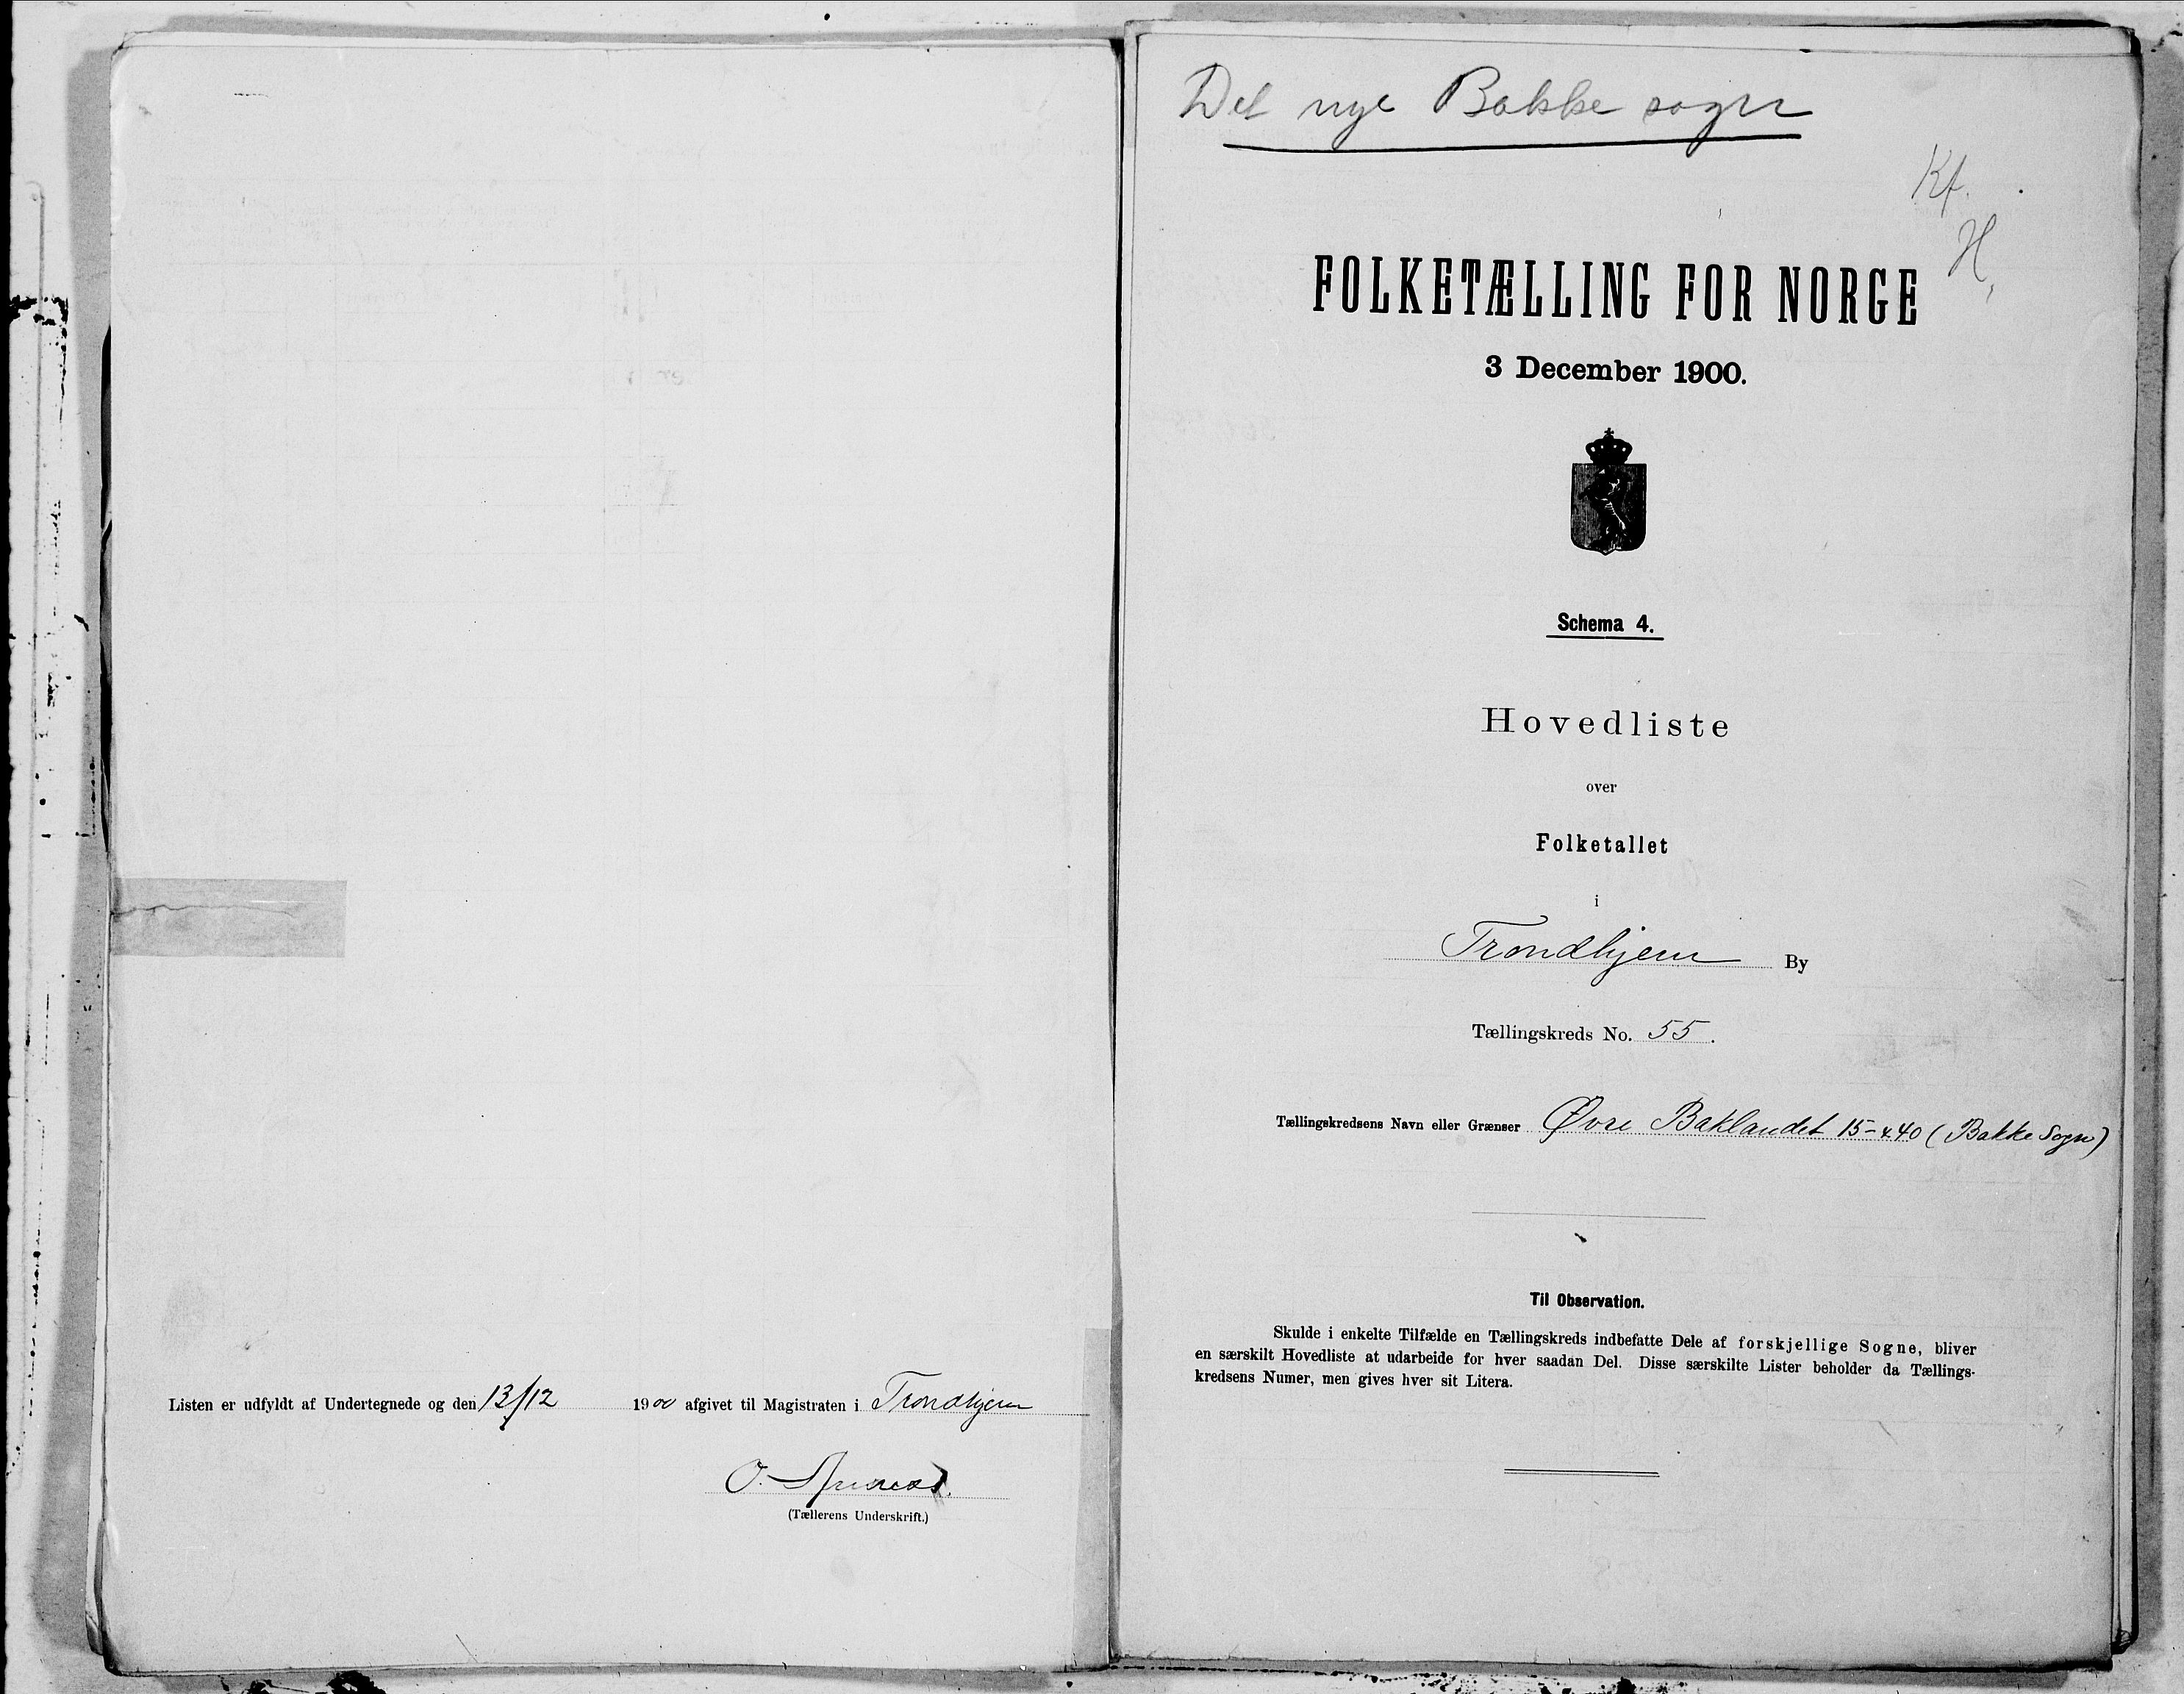 Listen er udfyldt af Undertegnede og den 13/12 1900 afgivet til Magistraten i Trondhjem
O.
(Tællerens Underskrift.)
Det nye Bakke sogn
Kf.
H,
FOLKETÆLLING FOR NORGE
3 December 1900.
Schema 4.
Hovedliste
over
Folketallet
i
Trondhjem By
Tællingskreds No. 55.
Tællingskredsens Navn eller Grænser Øvre Baklandet 15- 40 (Bakke Sogn)
Til Observation.
Skulde i enkelte Tilfælde en Tællingskreds indbefatte Dele af forskjellige Sogne, bliver
en særskilt Hovedliste at udarbeide for hver saadan Del. Disse særskilte Lister beholder da Tællings-
kredsens Numer, men gives hver sit Litera.